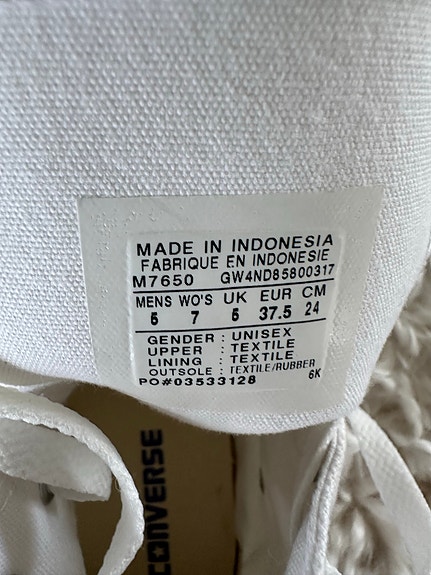 MADE IN INDONESIA
FABRIQUE EN INDONESIE
M7650 GW4ND85800317
MENS WO'S UK EUR CM
5 7 5 37.5 24
GENDER : UNISEX
UPPER : TEXTILE
LINING : TEXTILE
OUTSOLE : TEXTILE/RUBBER
PO#03533128 6K
CONVERSE